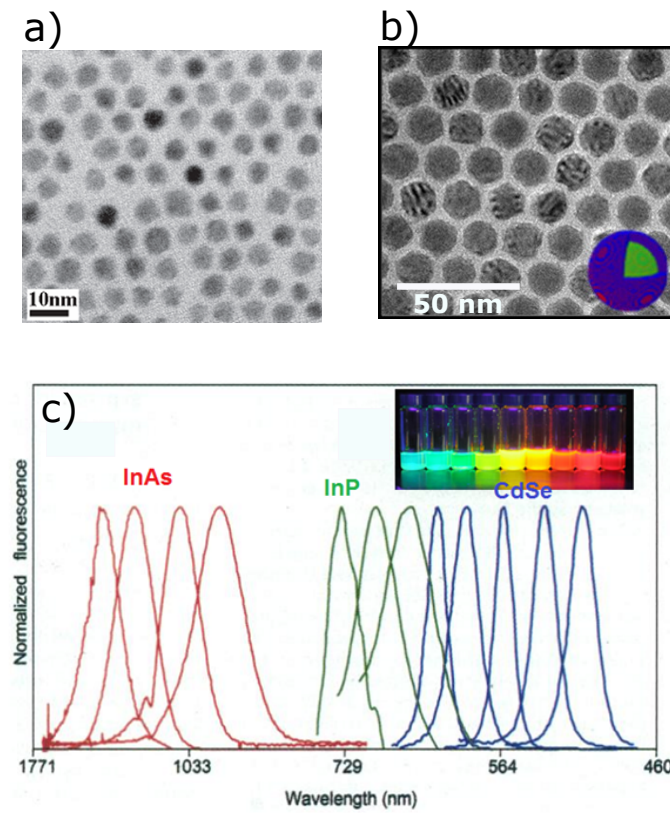 a)
b)
10nm
50 nm
c)
InAs
InP
CdSe
Normalized fluorescence
1771
1033
729
564
460
Wavelength (nm)